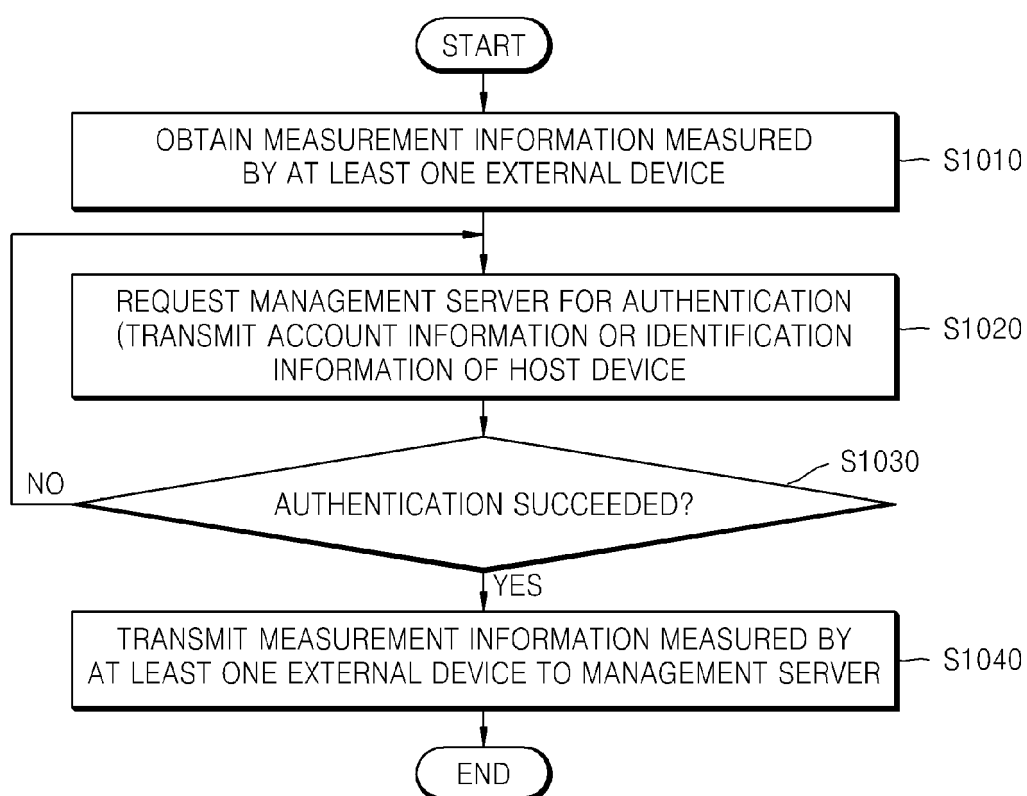 START
OBTAIN MEASUREMENT INFORMATION MEASURED
BY AT LEAST ONE EXTERNAL DEVICE
S1010
REQUEST MANAGEMENT SERVER FOR AUTHENTICATION
(TRANSMIT ACCOUNT INFORMATION OR IDENTIFICATION
INFORMATION OF HOST DEVICE
S1020
S1030
NO
AUTHENTICATION SUCCEEDED?
YES
TRANSMIT MEASUREMENT INFORMATION MEASURED BY
AT LEAST ONE EXTERNAL DEVICE TO MANAGEMENT SERVER
S1040
END